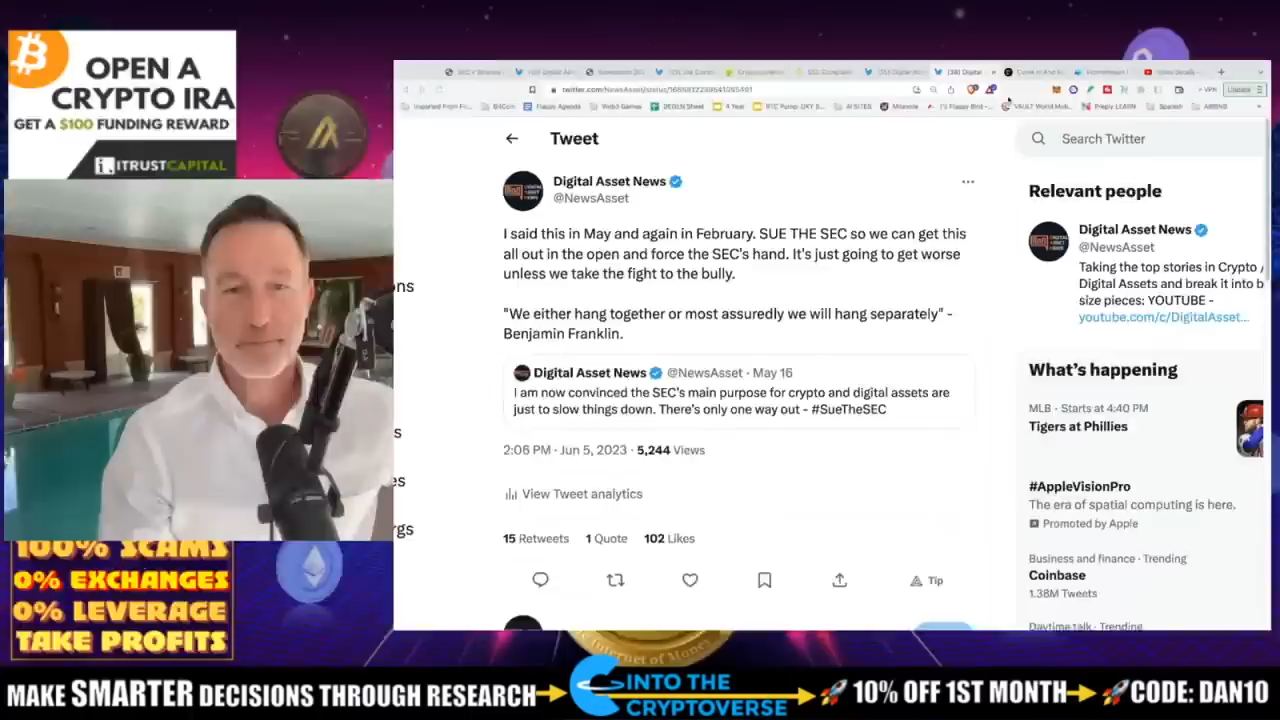 OPEN A
CRYPTO IRA
GET A $100 FUNDING REWARD
ITRUSTCAPITAL
100% SCAMS
0% EXCHANGES
0% LEVERAGE
TAKE PROFITS
Tweet
Search Twitter
Digital Asset News
@NewsAsset
I said this in May and again in February. SUE THE SEC so we can get this
all out in the open and force the SEC's hand. It's just going to get worse
unless we take the fight to the bully.
"We either hang together or most assuredly we will hang separately" -
Benjamin Franklin.
Digital Asset News @NewsAsset · May 16
I am now convinced the SEC's main purpose for crypto and digital assets are
just to slow things down. There's only one way out - #SueTheSEC
2:06 PM · Jun 5, 2023 · 5,244 Views
View Tweet analytics
15 Retweets 1 Quote 102 Likes
Tip
Relevant people
Digital Asset News
@NewsAsset
Taking the top stories in Crypto /
Digital Assets and break it into b
size pieces: YOUTUBE -
youtube.com/c/DigitalAsset...
What's happening
MLB · Starts at 4:40 PM
Tigers at Phillies
#AppleVisionPro
The era of spatial computing is here.
Promoted by Apple
Business and finance · Trending
Coinbase
1.38M Tweets
Daytime talk · Trending
ons
s
es
rgs
Internet of Money
MAKE SMARTER DECISIONS THROUGH RESEARCH
INTO THE
CRYPTOVERSE
10% OFF 1ST MONTH
CODE: DAN10